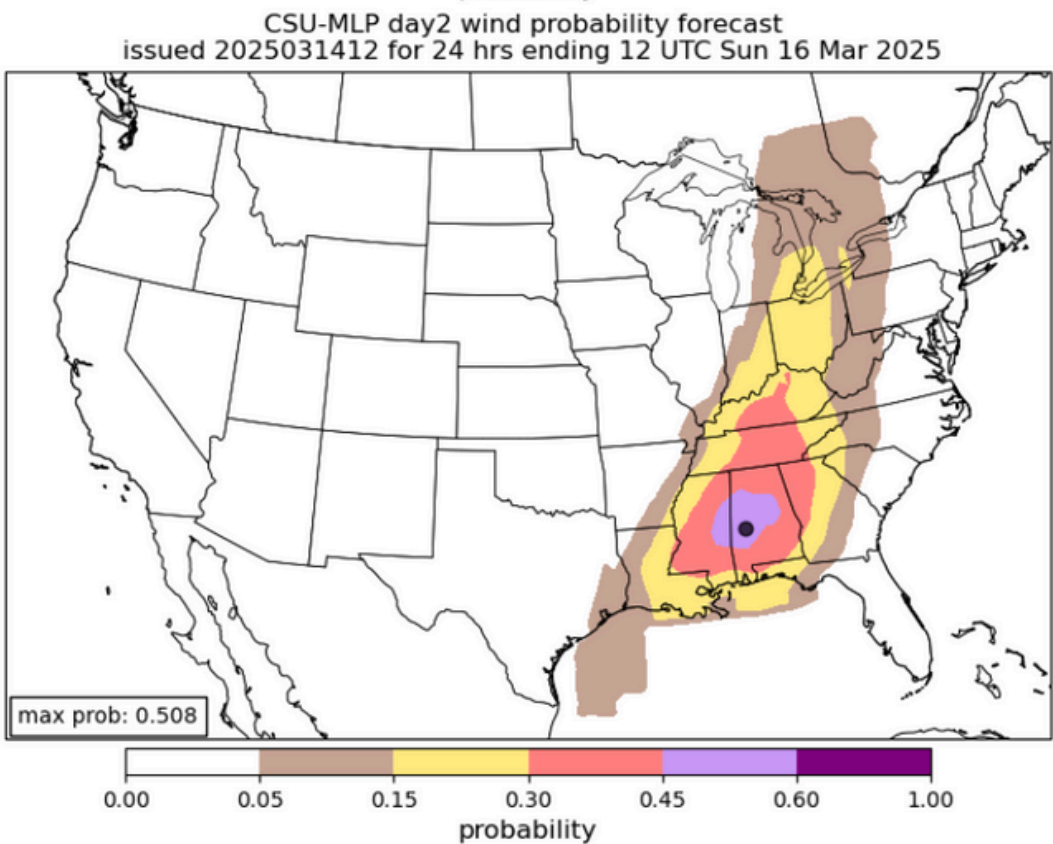 CSU-MLP day2 wind probability forecast
issued 2025031412 for 24 hrs ending 12 UTC Sun 16 Mar 2025
max prob: 0.508
0.00 0.05 0.15 0.30 0.45 0.60 1.00
probability